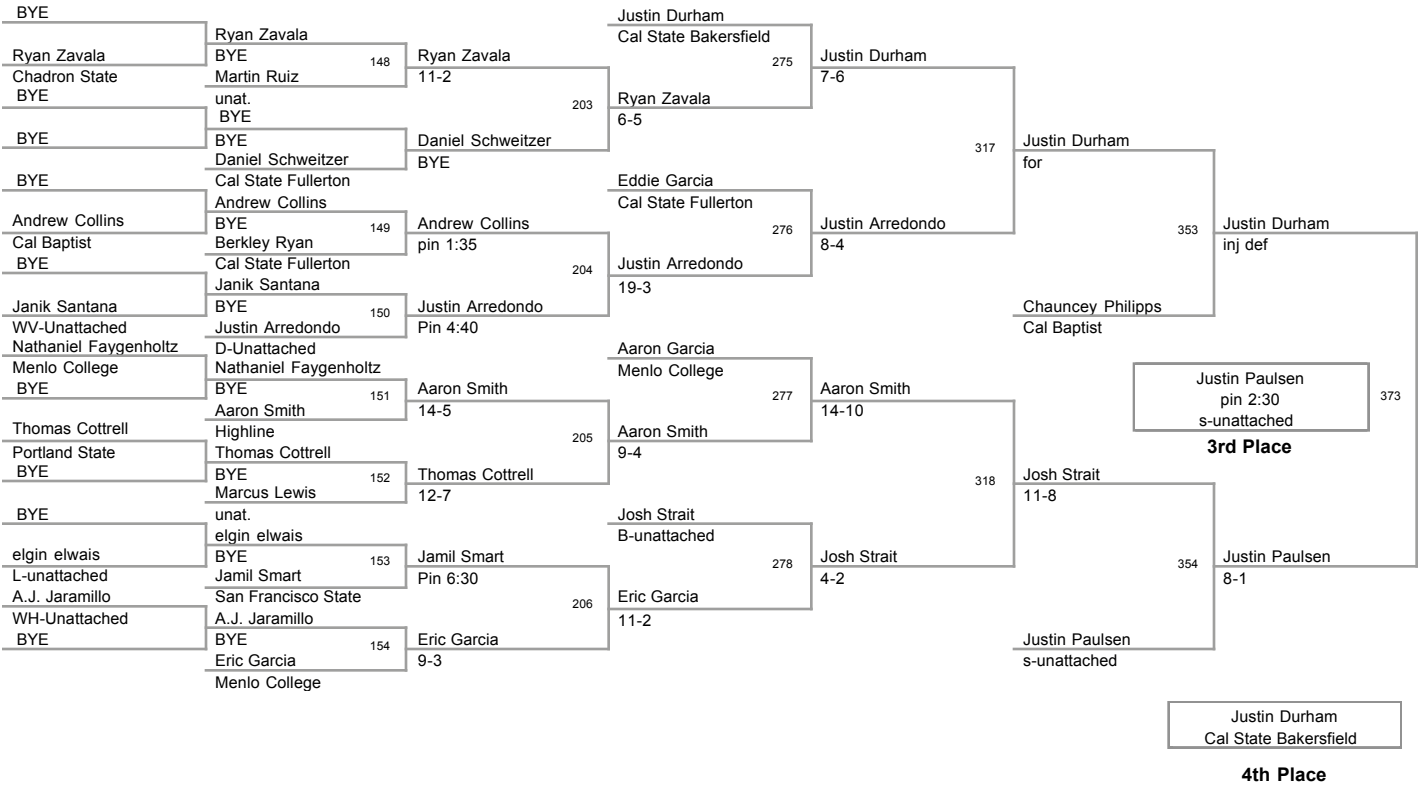 BYE
Ryan Zavala
Chadron State
BYE
BYE
BYE
Andrew Collins
Cal Baptist
BYE
Janik Santana
WV-Unattached
Nathaniel Faygenholtz
Menlo College
BYE
Thomas Cottrell
Portland State
BYE
BYE
elgin elwais
L-unattached
A.J. Jaramillo
WH-Unattached
BYE
Ryan Zavala
BYE
148
Martin Ruiz
unat.
BYE
BYE
Daniel Schweitzer
Cal State Fullerton
Andrew Collins
BYE
149
Berkley Ryan
Cal State Fullerton
Janik Santana
BYE
150
Justin Arredondo
D-Unattached
Nathaniel Faygenholtz
BYE
151
Aaron Smith
Highline
Thomas Cottrell
BYE
152
Marcus Lewis
unat.
elgin elwais
BYE
153
Jamil Smart
San Francisco State
A.J. Jaramillo
BYE
154
Eric Garcia
Menlo College
Ryan Zavala
11-2
203
Daniel Schweitzer
BYE
Andrew Collins
pin 1:35
204
Justin Arredondo
Pin 4:40
Aaron Smith
14-5
205
Thomas Cottrell
12-7
Jamil Smart
Pin 6:30
206
Eric Garcia
9-3
Justin Durham
Cal State Bakersfield
275
Ryan Zavala
6-5
Eddie Garcia
Cal State Fullerton
276
Justin Arredondo
19-3
Aaron Garcia
Menlo College
277
Aaron Smith
9-4
Josh Strait
B-unattached
278
Eric Garcia
11-2
Justin Durham
7-6
317
Justin Arredondo
8-4
Aaron Smith
14-10
318
Josh Strait
4-2
Justin Durham
for
353
Chauncey Philipps
Cal Baptist
Josh Strait
11-8
354
Justin Paulsen
s-unattached
Justin Durham
inj def
373
Justin Paulsen
8-1
Justin Paulsen
pin 2:30
s-unattached
3rd Place
Justin Durham
Cal State Bakersfield
4th Place